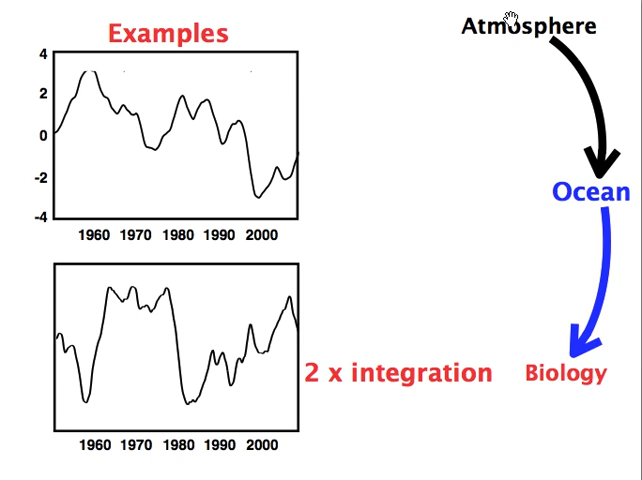 Examples
Atmosphere
4
2
0
-2
-4
1960 1970 1980 1990 2000
Ocean
2 x integration
Biology
1960 1970 1980 1990 2000